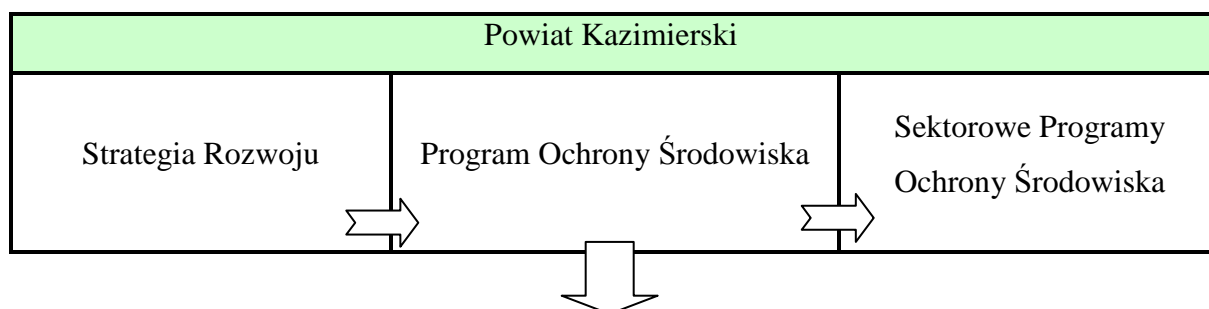 Powiat Kazimierski
Strategia Rozwoju
Program Ochrony Środowiska
Sektorowe Programy
Ochrony Środowiska